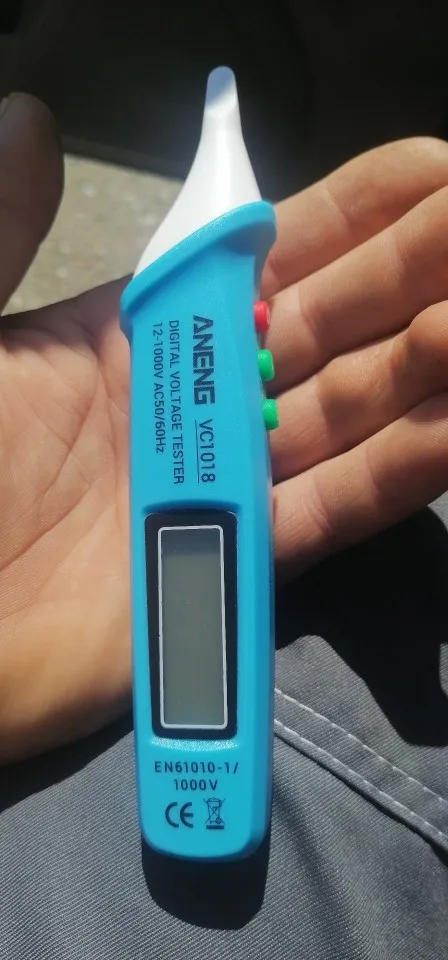 ANENG VC1018
DIGITAL VOLTAGE TESTER
12-1000V AC50/60Hz
EN61010-1/
1000V
CE